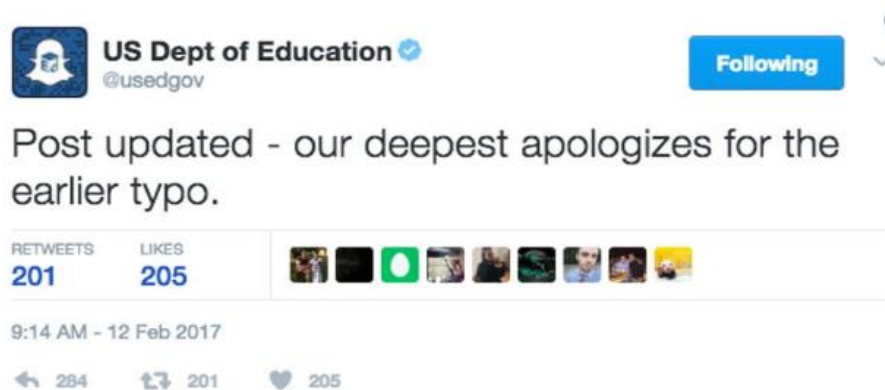 US Dept of Education
@usedgov
Following
Post updated - our deepest apologizes for the
earlier typo.
RETWEETS LIKES
201 205
9:14 AM - 12 Feb 2017
284 201 205